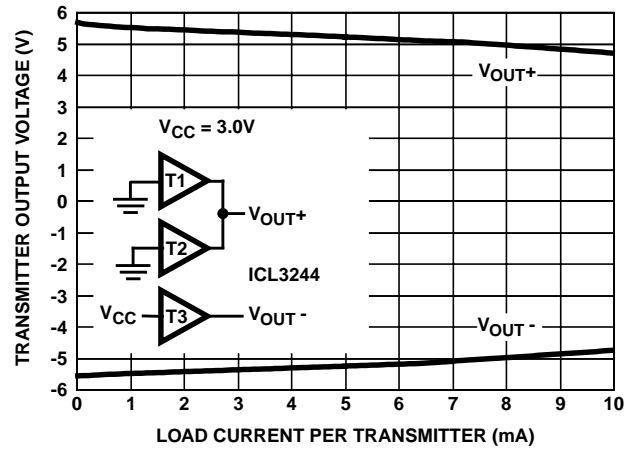 TRANSMITTER OUTPUT VOLTAGE (V)
6
5
4
3
2
1
0
-1
-2
-3
-4
-5
-6
VOUT+
VCC = 3.0V
T1
VOUT+
T2
ICL3244
VCC
T3
VOUT -
VOUT -
0 1 2 3 4 5 6 7 8 9 10
LOAD CURRENT PER TRANSMITTER (mA)